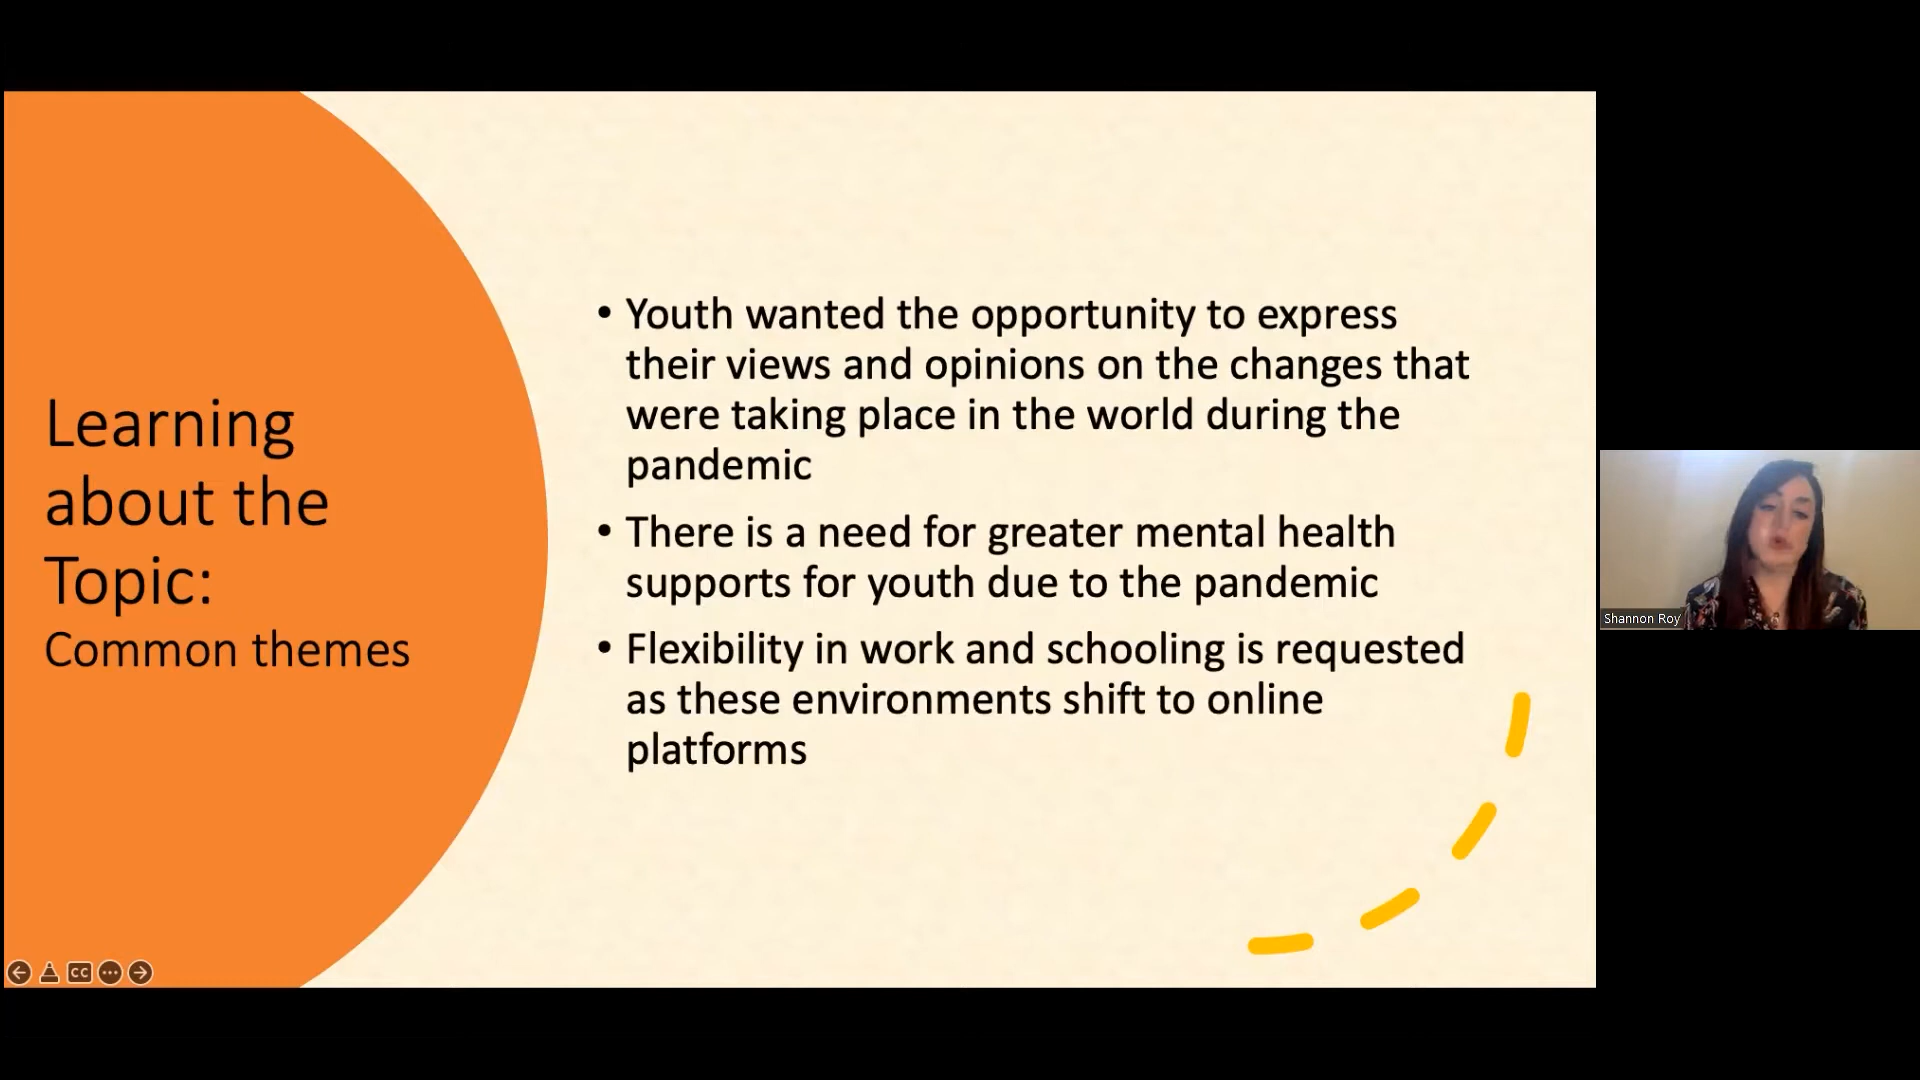 Learning
about the
Topic:
Common themes
• Youth wanted the opportunity to express
their views and opinions on the changes that
were taking place in the world during the
pandemic
• There is a need for greater mental health
supports for youth due to the pandemic
• Flexibility in work and schooling is requested
as these environments shift to online
platforms
CC
Shannon Roy